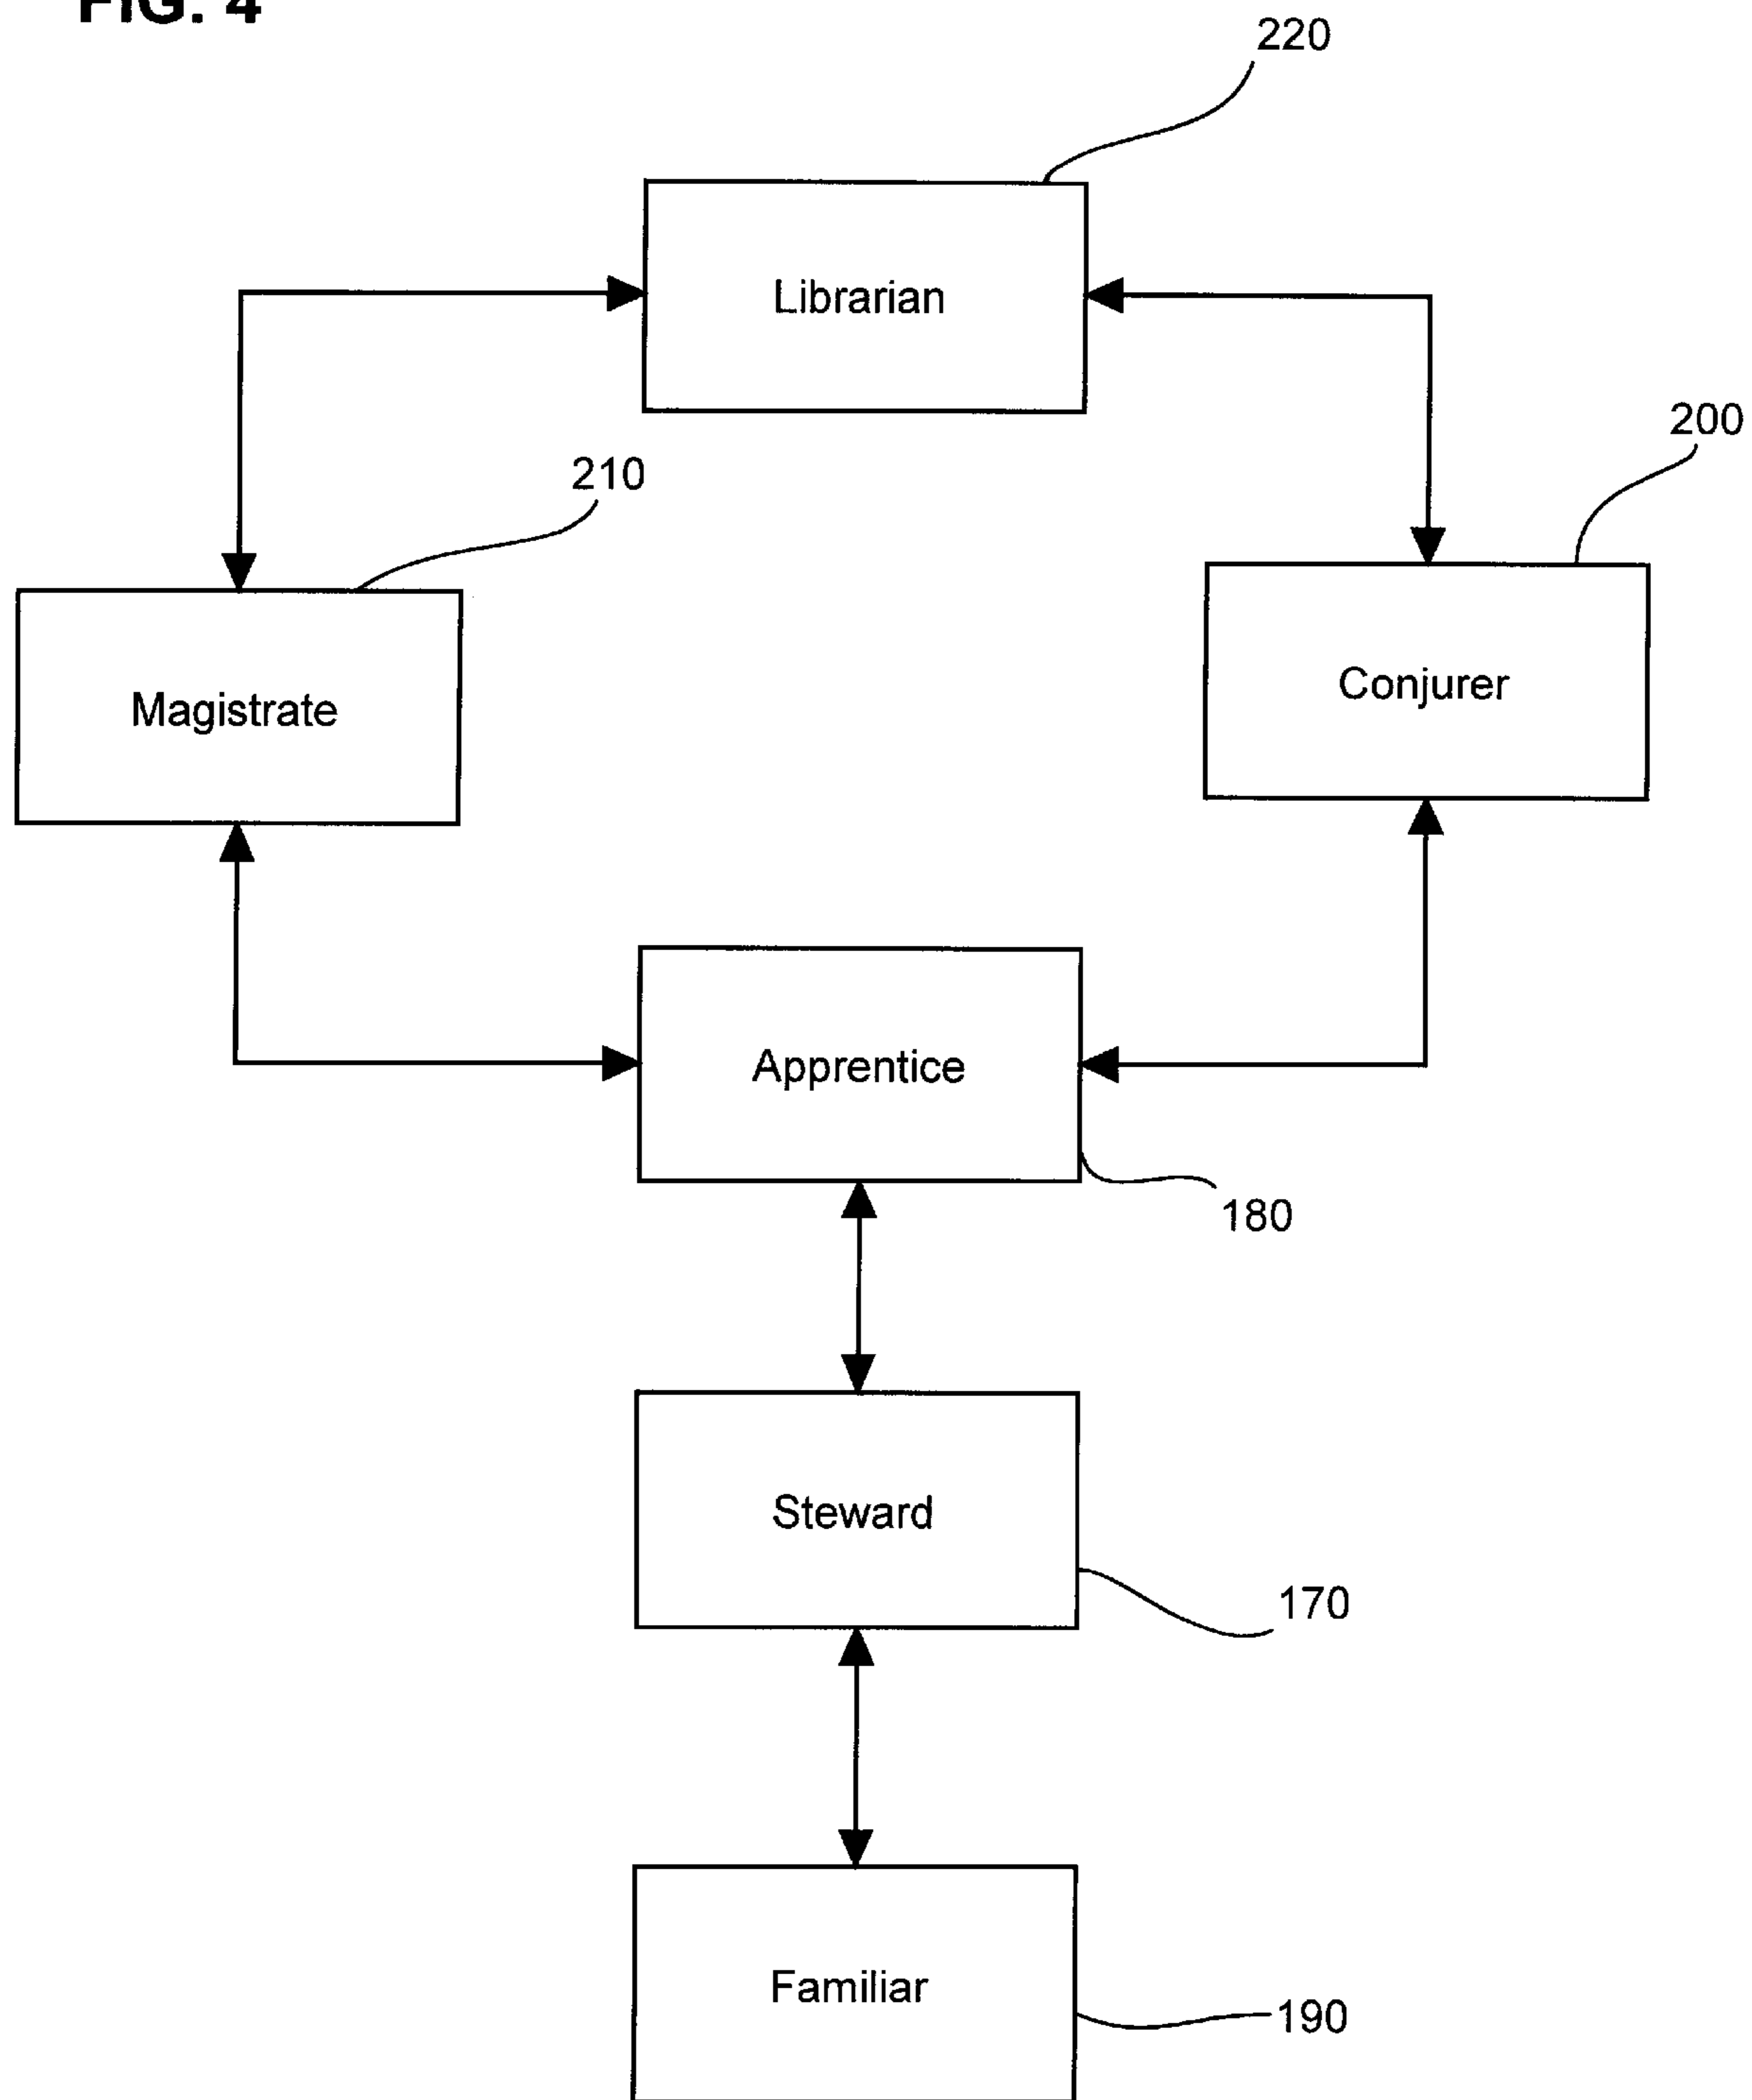 FIG. 4
220
Librarian
200
210
Conjurer
Magistrate
Apprentice
180
Steward
170
Familiar
190